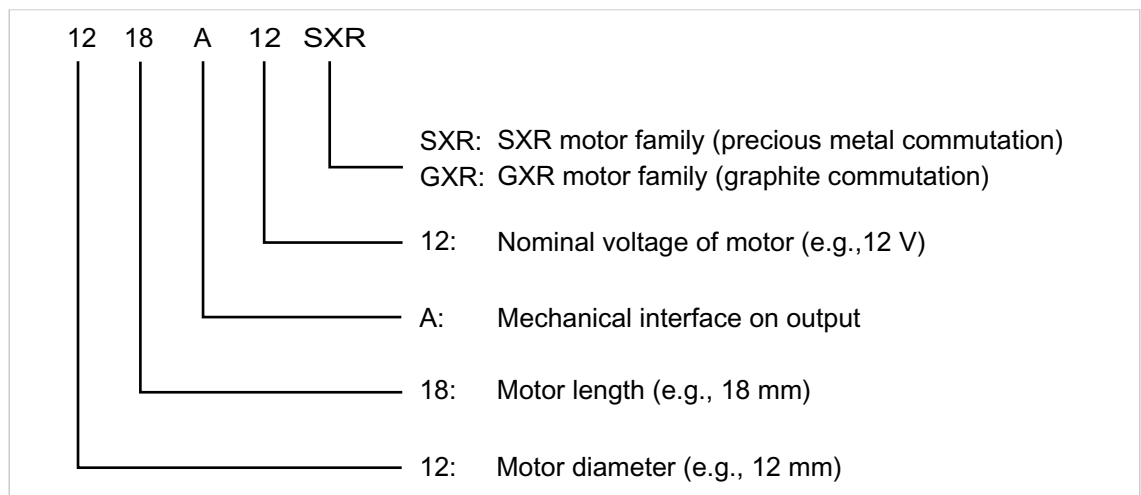 12 18 A 12 SXR
SXR: SXR motor family (precious metal commutation)
GXR: GXR motor family (graphite commutation)
12: Nominal voltage of motor (e.g.,12 V)
A: Mechanical interface on output
18: Motor length (e.g., 18 mm)
12: Motor diameter (e.g., 12 mm)